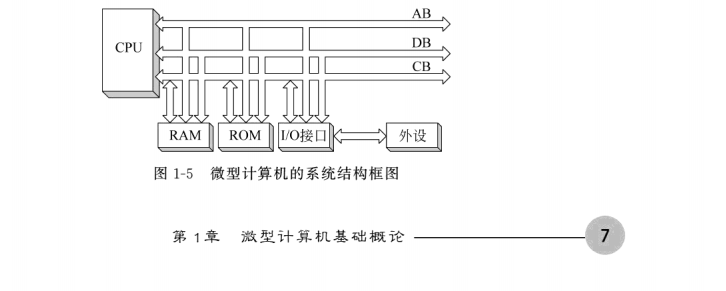 AB
CPU
DB
CB
RAM ROM I/O接口 外设
图 1-5 微型计算机的系统结构框图
第 1 章 微型计算机基础概论 7